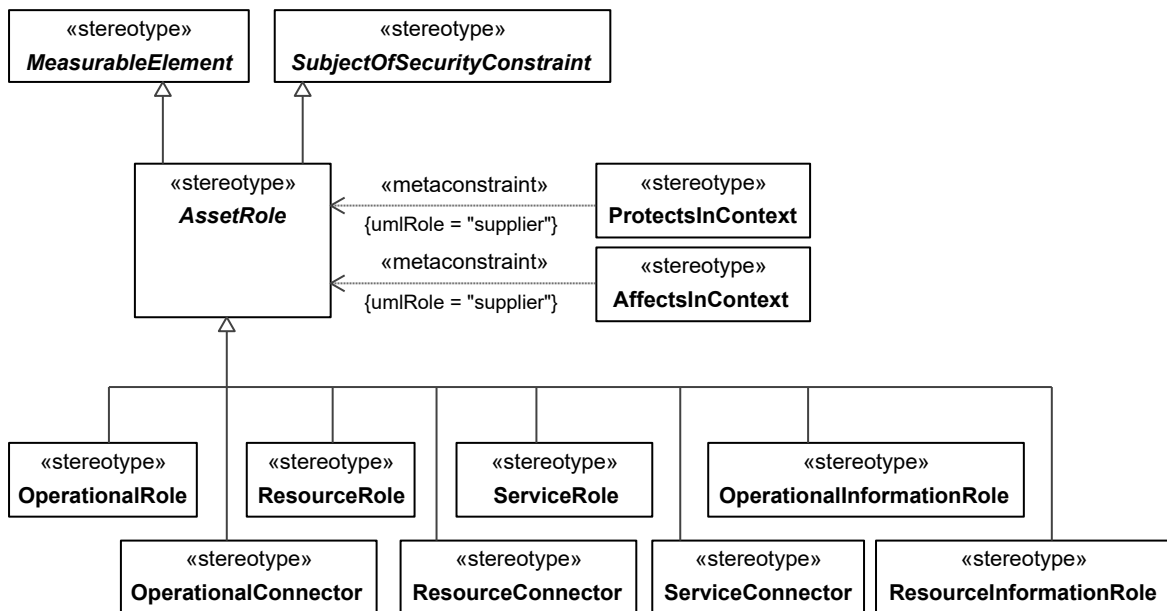 «stereotype»
MeasurableElement
«stereotype»
SubjectOfSecurityConstraint
«stereotype»
AssetRole
«metaconstraint»
{umlRole = "supplier"}
«stereotype»
ProtectsInContext
«metaconstraint»
{umlRole = "supplier"}
«stereotype»
AffectsInContext
«stereotype»
OperationalRole
«stereotype»
ResourceRole
«stereotype»
ServiceRole
«stereotype»
OperationalInformationRole
«stereotype»
OperationalConnector
«stereotype»
ResourceConnector
«stereotype»
ServiceConnector
«stereotype»
ResourceInformationRole